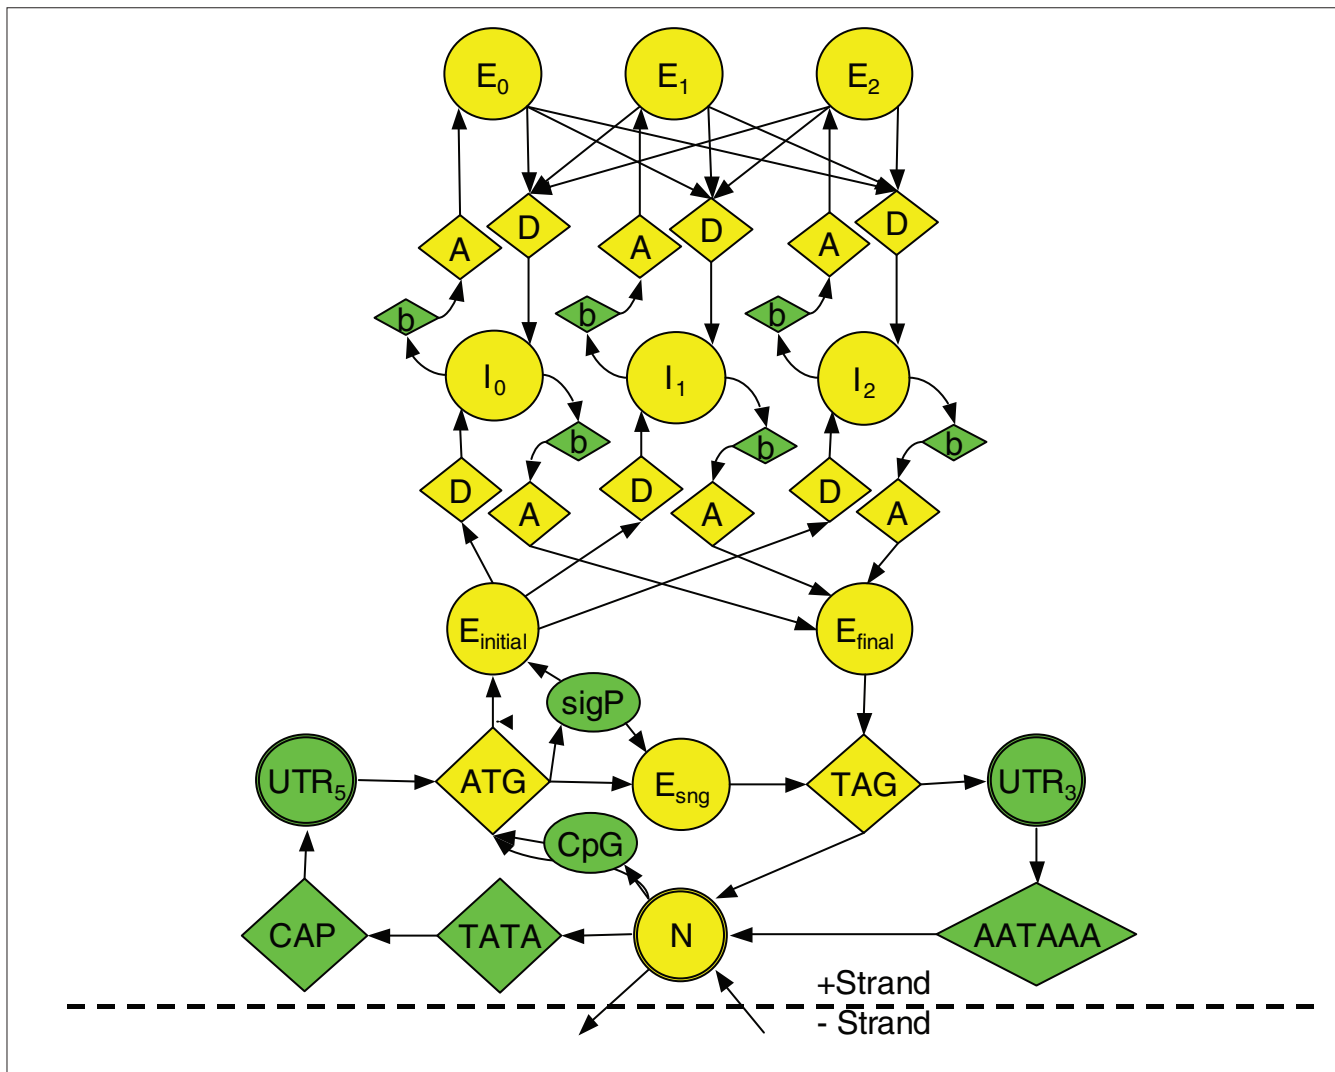 E0 E1 E2
A D A D A D
b b b
I0 I1 I2
b b b
D A D A D A
Einitial Efinal
sigP
UTR5 ATG Esng TAG UTR3
CpG
CAP TATA N AATAAA
+Strand
- Strand